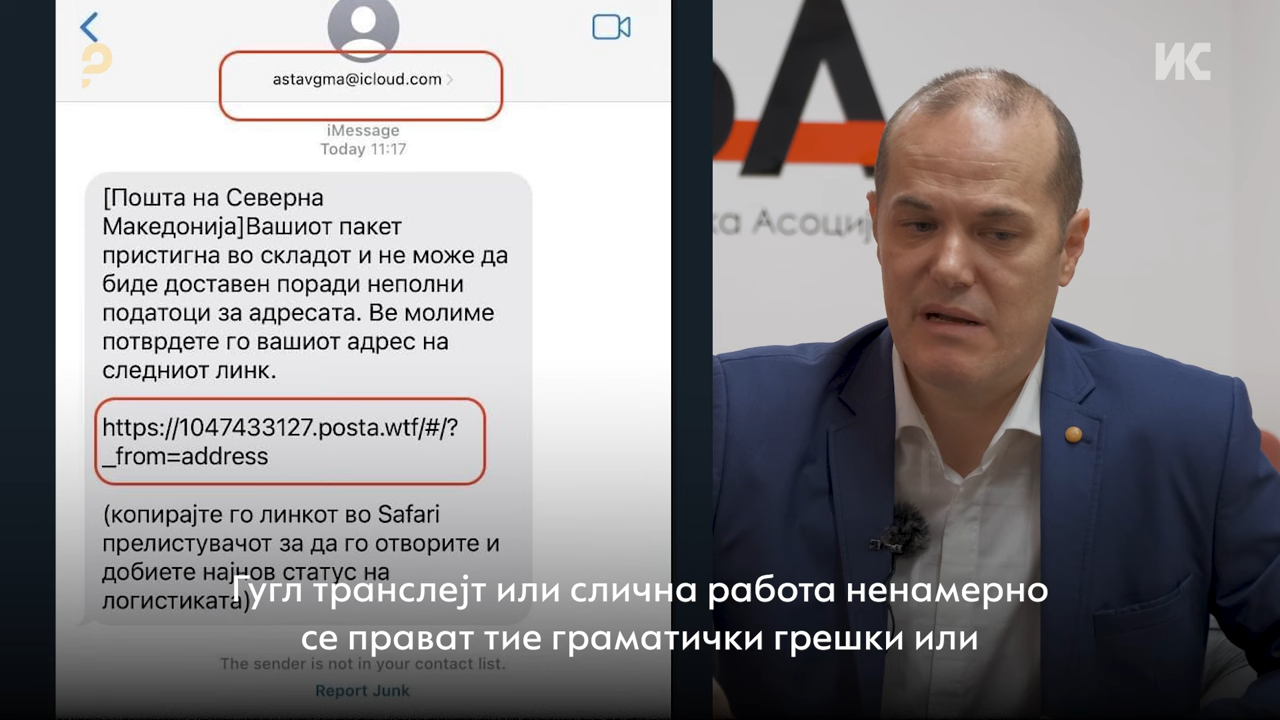 astavgma@icloud.com
iMessage
Today 11:17
[Пошта на Северна
Македонија]Вашиот пакет
пристигна во складот и не може да
биде доставен поради неполни
податоци за адресата. Ве молиме
потврдете го вашиот адрес на
следниот линк.
https://1047433127.posta.wtf/#/?
_from=address
(копирајте го линкот во Safari
прелистувачот за да го отворите и
добиете најнов статус на
логистиката)
The sender is not in your contact list.
Report Junk
ИС
ка Асоциј
Гугл транслејт или слична работа ненамерно
се прават тие граматички грешки или